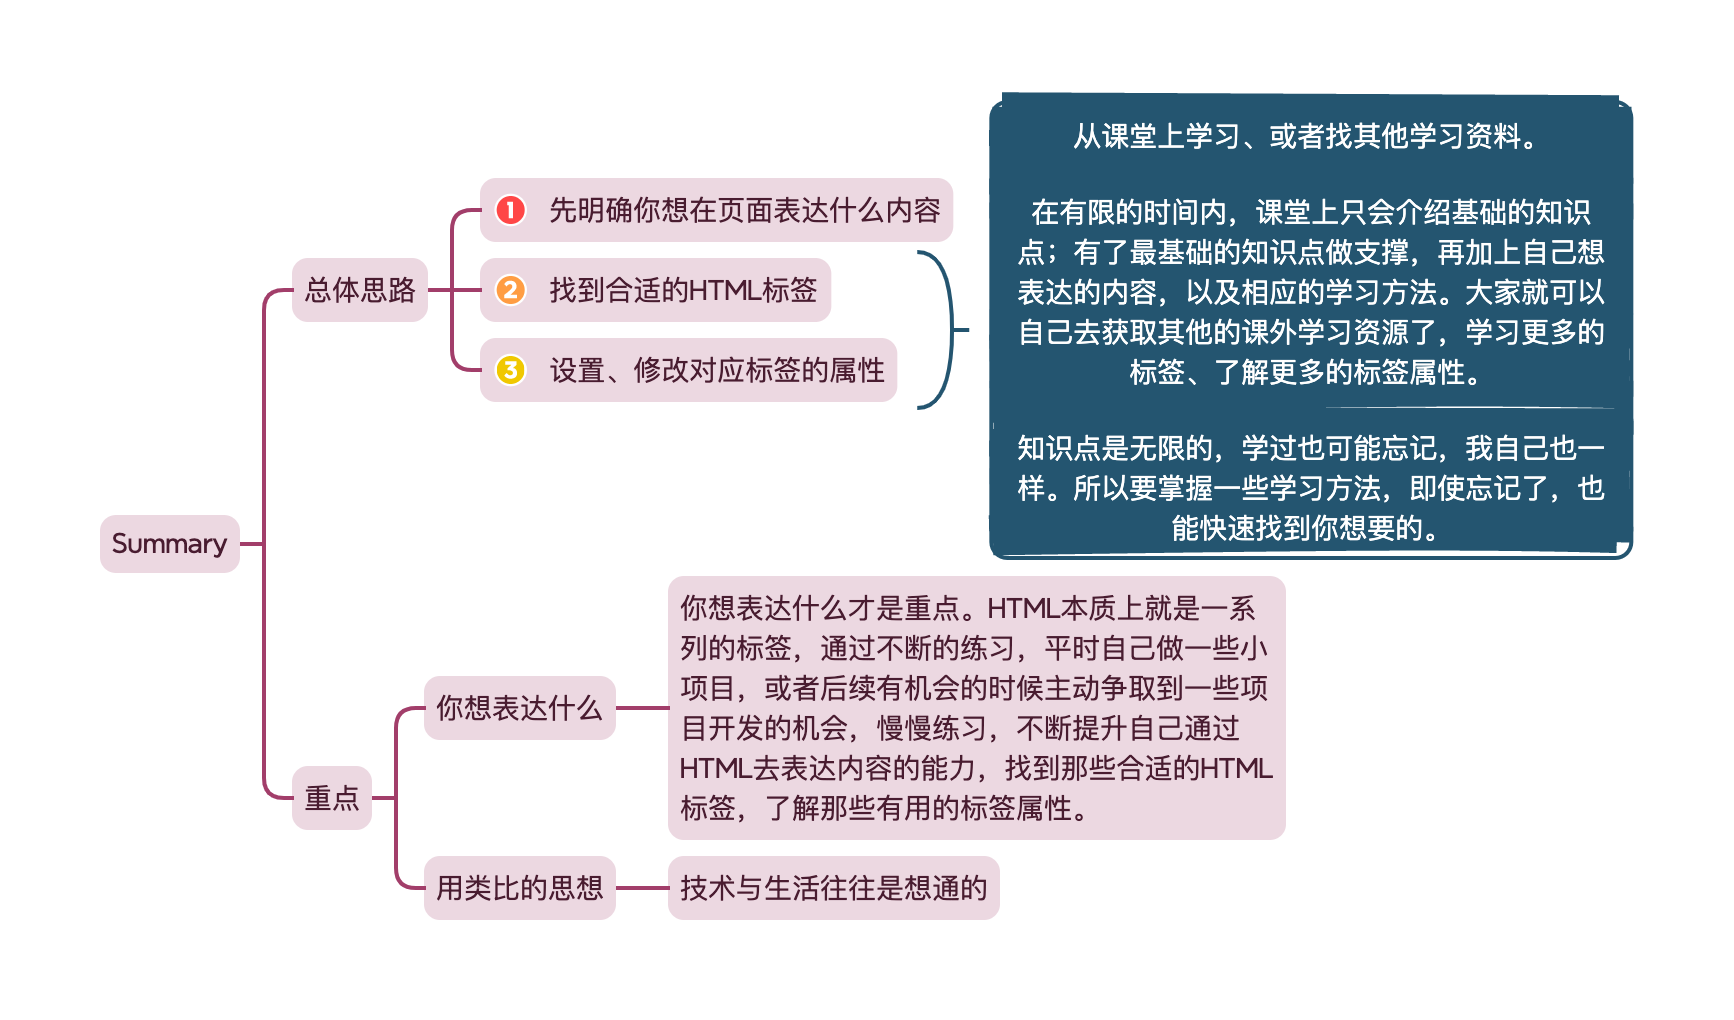 Summary
总体思路
1 先明确你想在页面表达什么内容
2 找到合适的HTML标签
3 设置、修改对应标签的属性
从课堂上学习、或者找其他学习资料。
在有限的时间内，课堂上只会介绍基础的知识
点；有了最基础的知识点做支撑，再加上自己想
表达的内容，以及相应的学习方法。大家就可以
自己去获取其他的课外学习资源了，学习更多的
标签、了解更多的标签属性。
知识点是无限的，学过也可能忘记，我自己也一
样。所以要掌握一些学习方法，即使忘记了，也
能快速找到你想要的。
重点
你想表达什么
你想表达什么才是重点。HTML本质上就是一系
列的标签，通过不断的练习，平时自己做一些小
项目，或者后续有机会的时候主动争取到一些项
目开发的机会，慢慢练习，不断提升自己通过
HTML去表达内容的能力，找到那些合适的HTML
标签，了解那些有用的标签属性。
用类比的思想
技术与生活往往是想通的